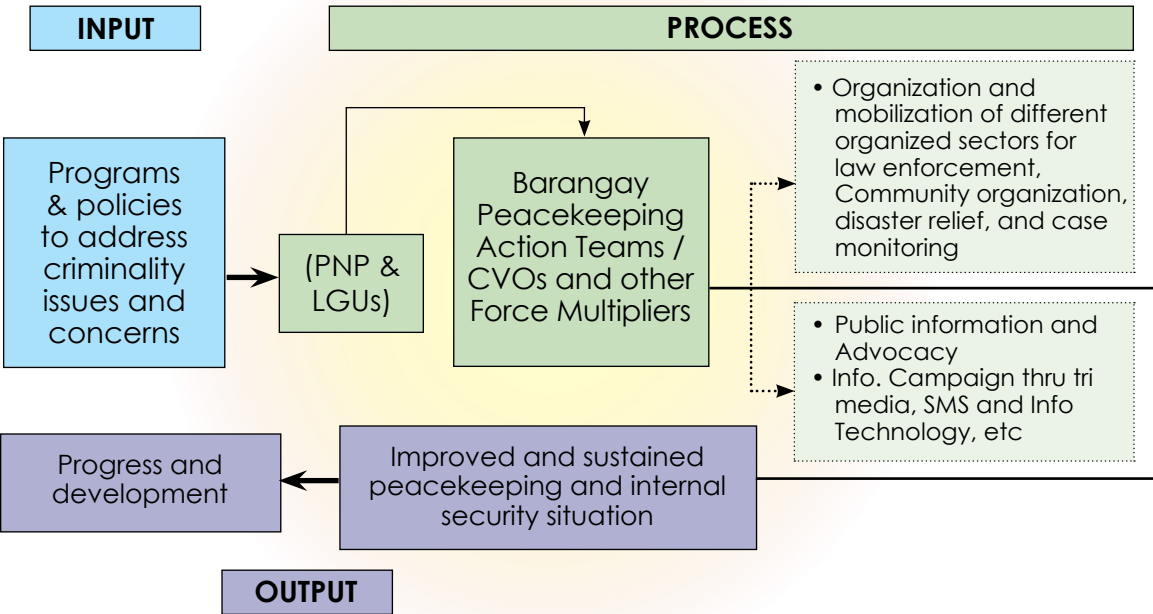 INPUT
PROCESS
Programs
& policies
to address
criminality
issues and
concerns
(PNP &
LGUs)
Barangay
Peacekeeping
Action Teams /
CVOs and other
Force Multipliers
• Organization and
mobilization of different
organized sectors for
law enforcement,
Community organization,
disaster relief, and case
monitoring
• Public information and
Advocacy
• Info. Campaign thru tri
media, SMS and Info
Technology, etc
Improved and sustained
peacekeeping and internal
security situation
Progress and
development
OUTPUT